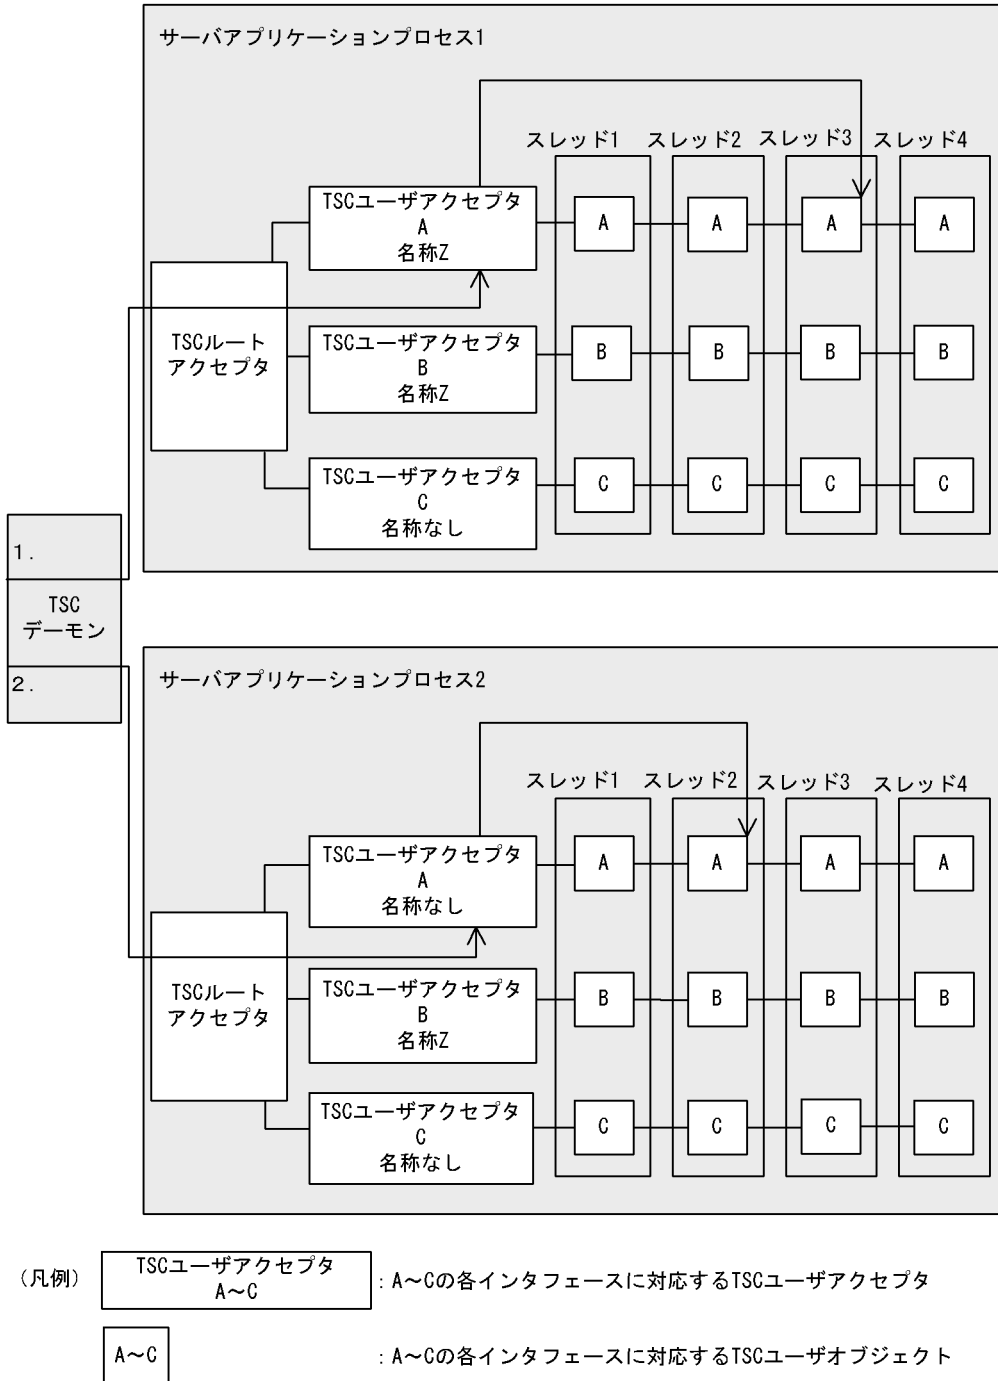 サーバアプリケーションプロセス1
スレッド1 スレッド2 スレッド3 スレッド4
TSCユーザアクセプタ
A
名称Z
A A A A
TSCルート
アクセプタ
TSCユーザアクセプタ
B
名称Z
B B B B
TSCユーザアクセプタ
C
名称なし
C C C C
1.
TSC
デーモン
2.
サーバアプリケーションプロセス2
スレッド1 スレッド2 スレッド3 スレッド4
TSCユーザアクセプタ
A
名称なし
A A A A
TSCルート
アクセプタ
TSCユーザアクセプタ
B
名称Z
B B B B
TSCユーザアクセプタ
C
名称なし
C C C C
(凡例)
TSCユーザアクセプタ
A～C
：A～Cの各インタフェースに対応するTSCユーザアクセプタ
A～C
：A～Cの各インタフェースに対応するTSCユーザオブジェクト